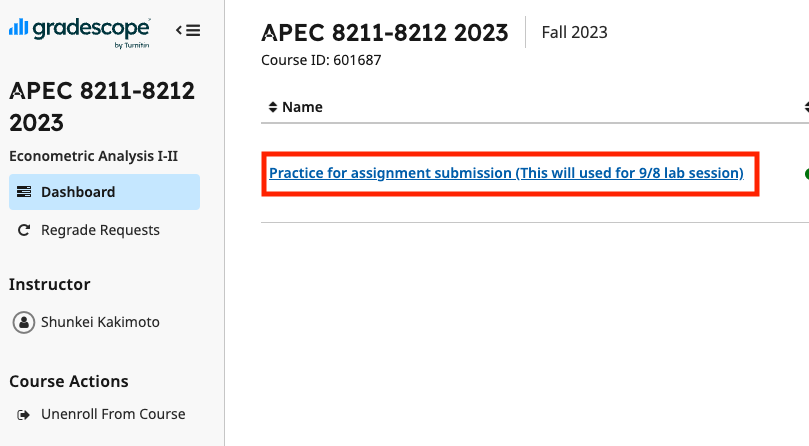 gradescope
by Turnitin
APEC 8211-8212
2023
Econometric Analysis I-II
Dashboard
Regrade Requests
Instructor
Shunkei Kakimoto
Course Actions
Unenroll From Course
APEC 8211-8212 2023
Fall 2023
Course ID: 601687
Name
Practice for assignment submission (This will used for 9/8 lab session)